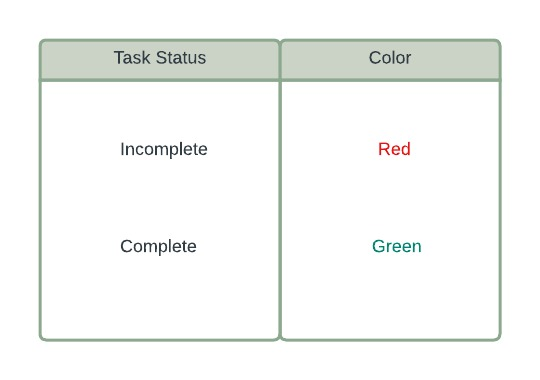 Task Status Color
Incomplete Red
Complete Green